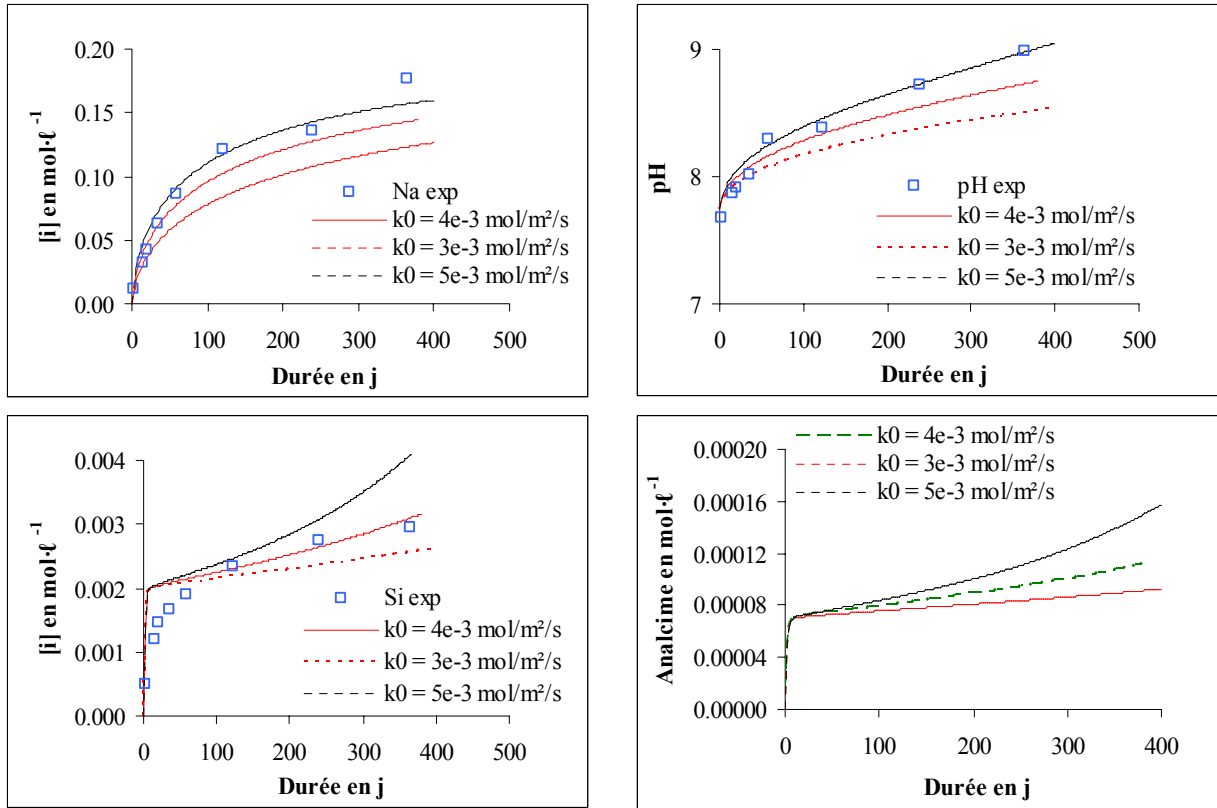 [i] en mol·ℓ⁻¹
0.20
0.15
0.10
0.05
0.00
0 100 200 300 400 500
Durée en j
Na exp
k0 = 4e-3 mol/m²/s
k0 = 3e-3 mol/m²/s
k0 = 5e-3 mol/m²/s
pH
9
8
7
0 100 200 300 400 500
Durée en j
pH exp
k0 = 4e-3 mol/m²/s
k0 = 3e-3 mol/m²/s
k0 = 5e-3 mol/m²/s
[i] en mol·ℓ⁻¹
0.004
0.003
0.002
0.001
0.000
0 100 200 300 400 500
Durée en j
Si exp
k0 = 4e-3 mol/m²/s
k0 = 3e-3 mol/m²/s
k0 = 5e-3 mol/m²/s
Analcime en mol·ℓ⁻¹
0.00020
0.00016
0.00012
0.00008
0.00004
0.00000
0 100 200 300 400
Durée en j
k0 = 4e-3 mol/m²/s
k0 = 3e-3 mol/m²/s
k0 = 5e-3 mol/m²/s